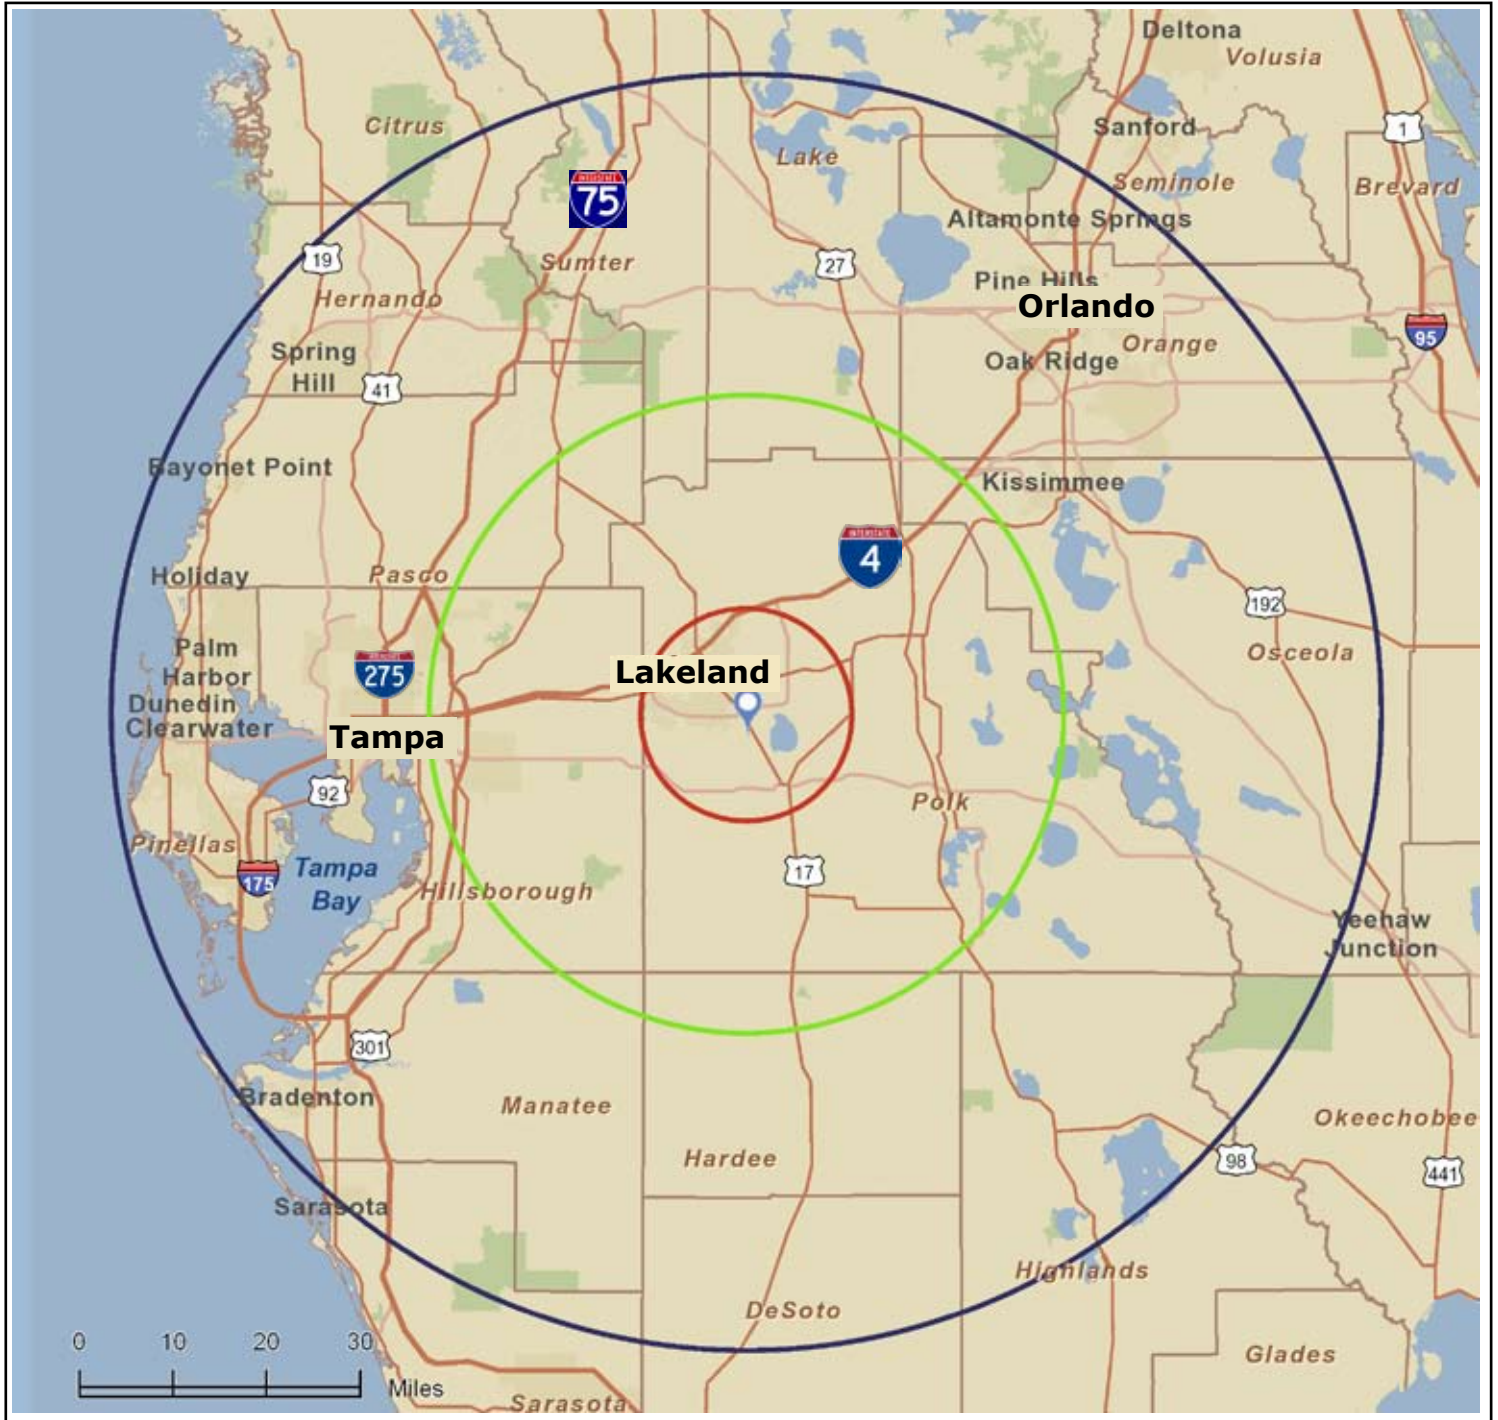 Deltona
Volusia
Citrus
Sanford
1
Lake
INTERSTATE
75
Seminole
Brevard
Altamonte Springs
19
Sumter
27
Pine Hills
Hernando
Orlando
95
Spring
Hill
Orange
Oak Ridge
41
Bayonet Point
Kissimmee
INTERSTATE
4
Holiday
Pasco
192
Palm
Harbor
Osceola
275
Lakeland
Dunedin
Clearwater
Tampa
92
Polk
Pinellas
Tampa
Bay
175
17
Hillsborough
Yeehaw
Junction
301
Bradenton
Manatee
Okeechobee
Hardee
98
441
Sarasota
Highlands
DeSoto
0 10 20 30
Miles
Glades
Sarasota